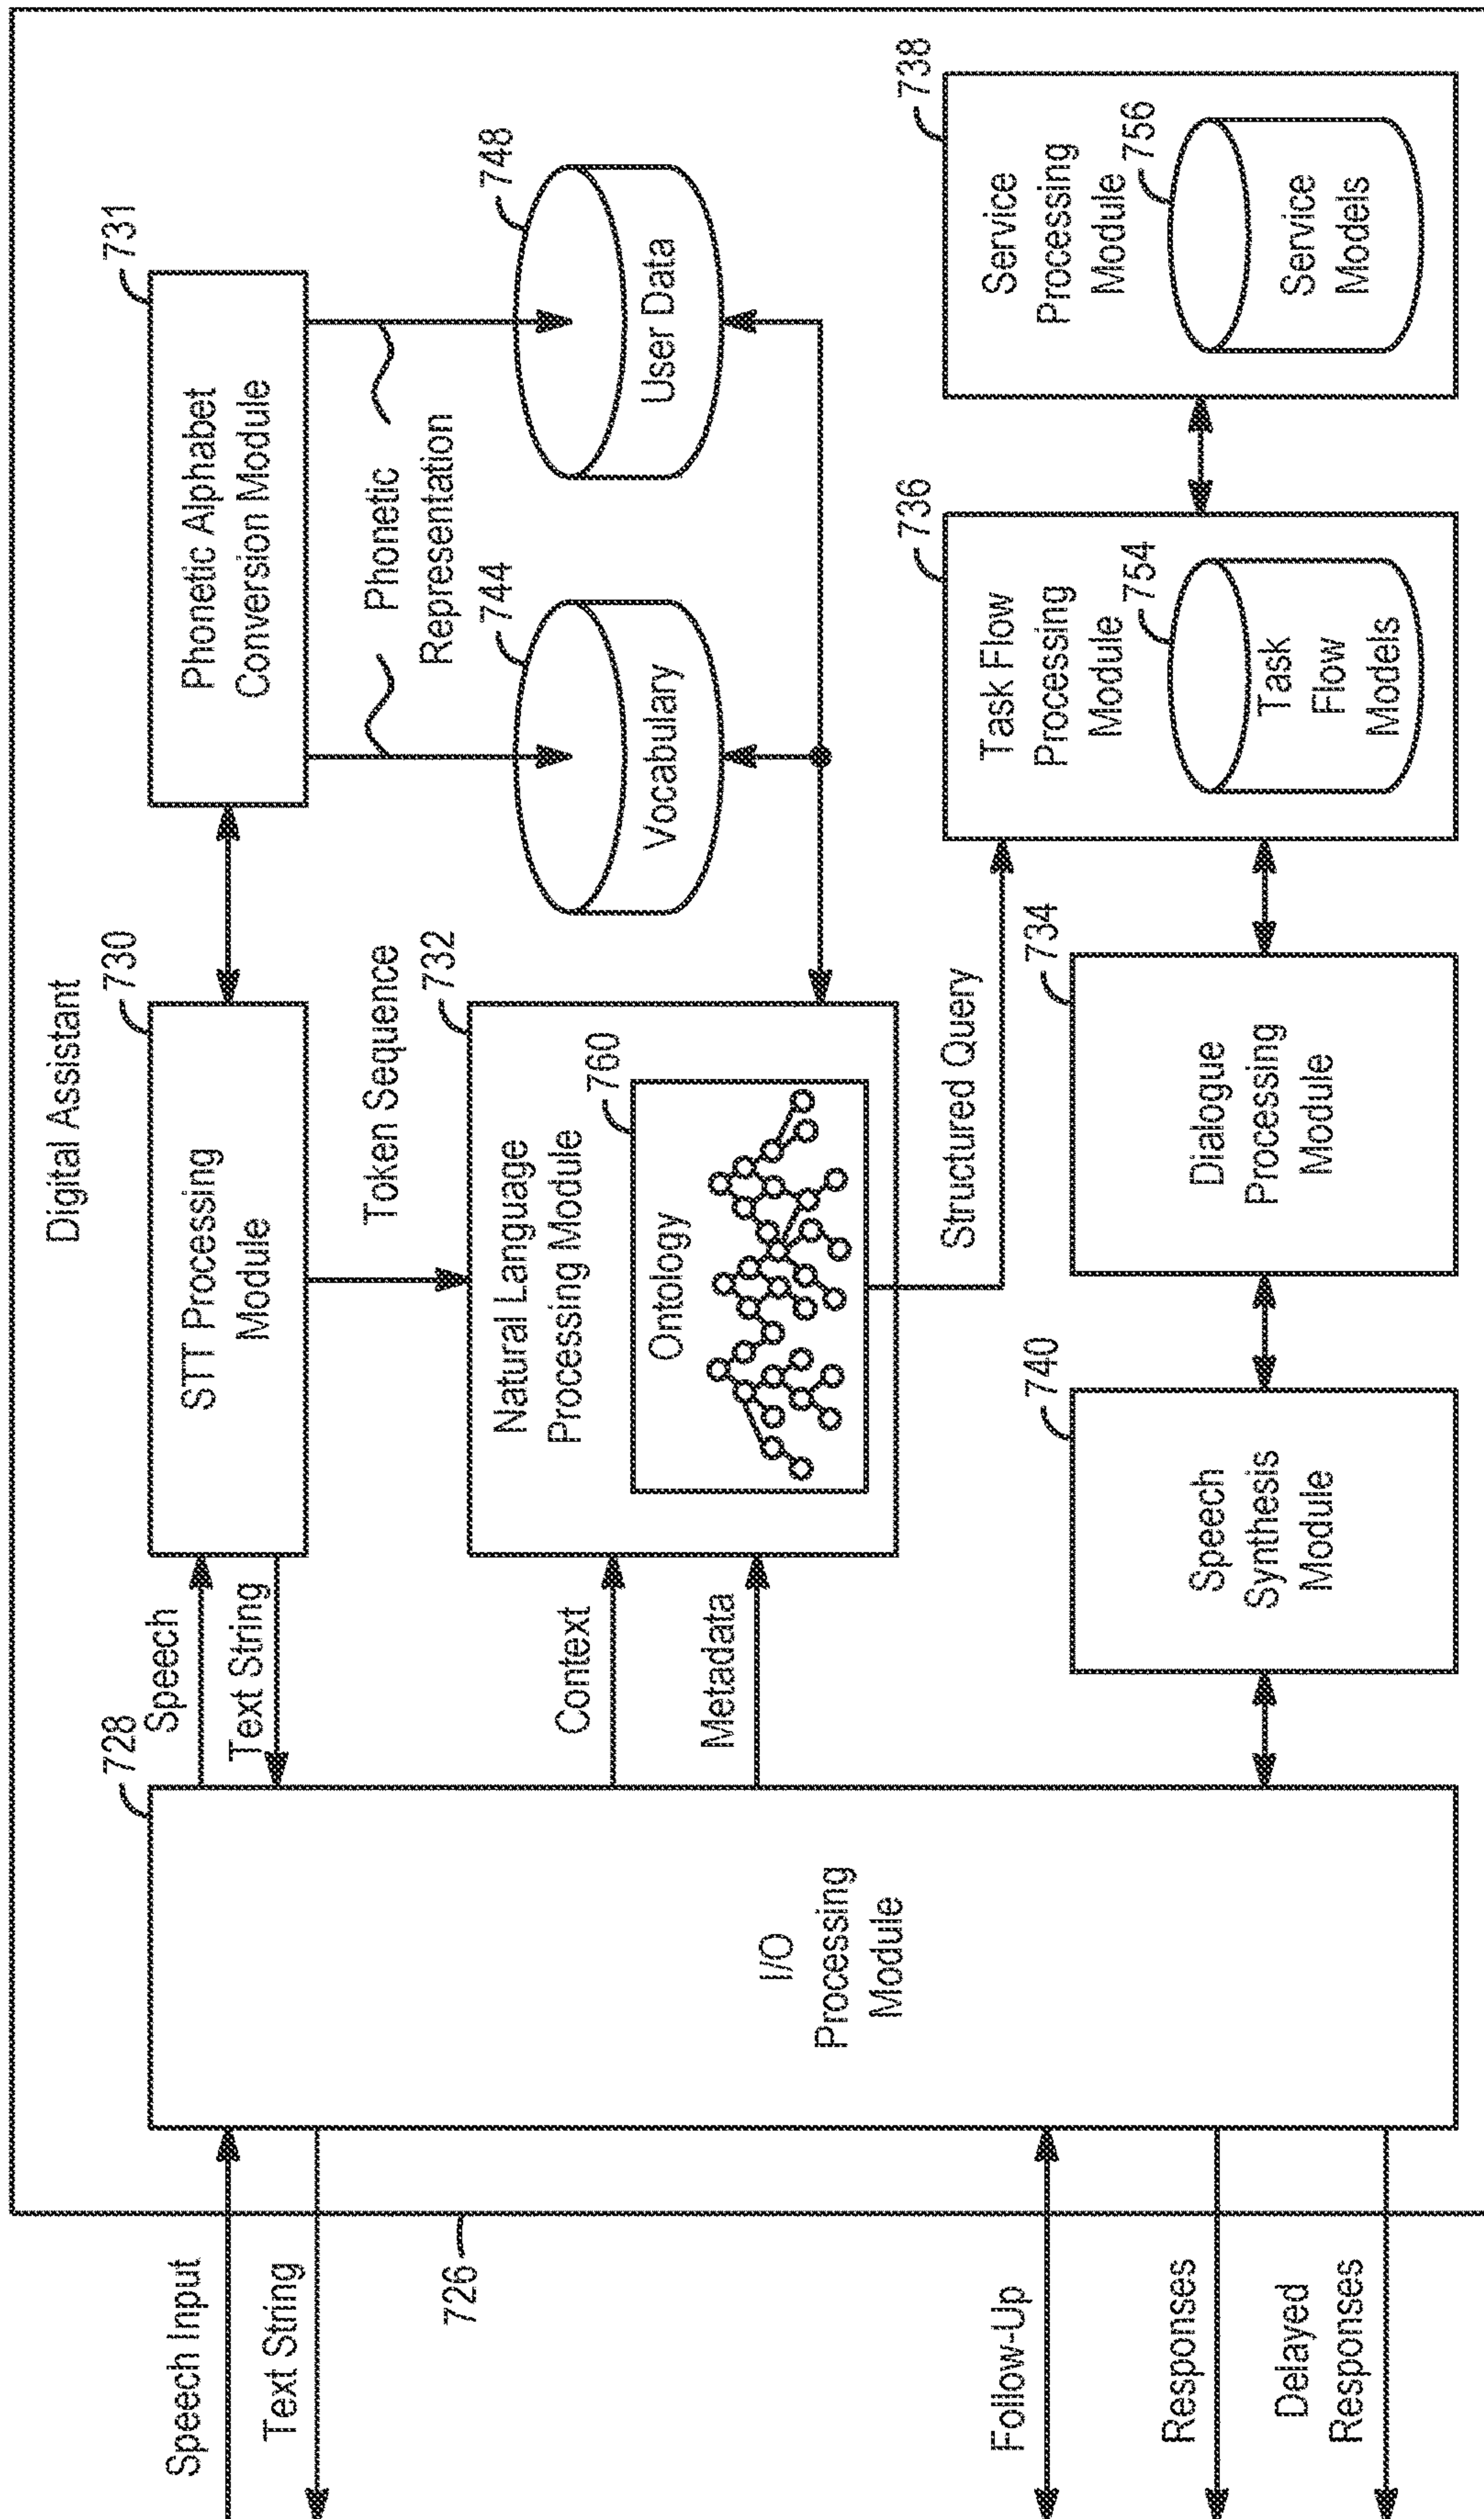 Digital Assistant
Speech Input
Text String
726
728
I/O
Processing
Module
Speech
Text String
730
STT Processing
Module
731
Phonetic Alphabet
Conversion Module
Token Sequence
Phonetic
Representation
Context
Metadata
732
Natural Language
Processing Module
760
Ontology
744
Vocabulary
748
User Data
Structured Query
Follow-Up
Responses
Delayed
Responses
740
Speech
Synthesis
Module
734
Dialogue
Processing
Module
736
Task Flow
Processing
Module
754
Task
Flow
Models
738
Service
Processing
Module
756
Service
Models